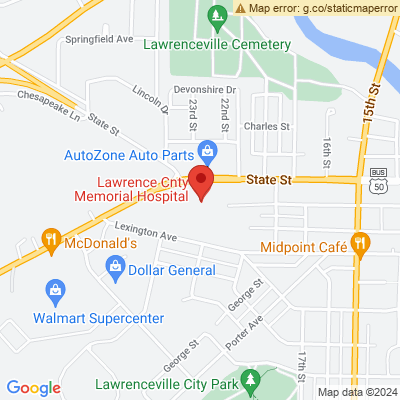 Map error: g.co/staticmaperror
Springfield Ave
Lawrenceville Cemetery
Devonshire Dr
Chesapeake Ln
Lincoln Dr
23rd St
22nd St
15th St
State St
Charles St
16th St
AutoZone Auto Parts
BUS
50
Lawrence Cnty
Memorial Hospital
State St
Lexington Ave
McDonald's
Midpoint Café
Dollar General
George St
Walmart Supercenter
Porter Ave
George St
17th St
Lawrenceville City Park
Google
Map data ©2024